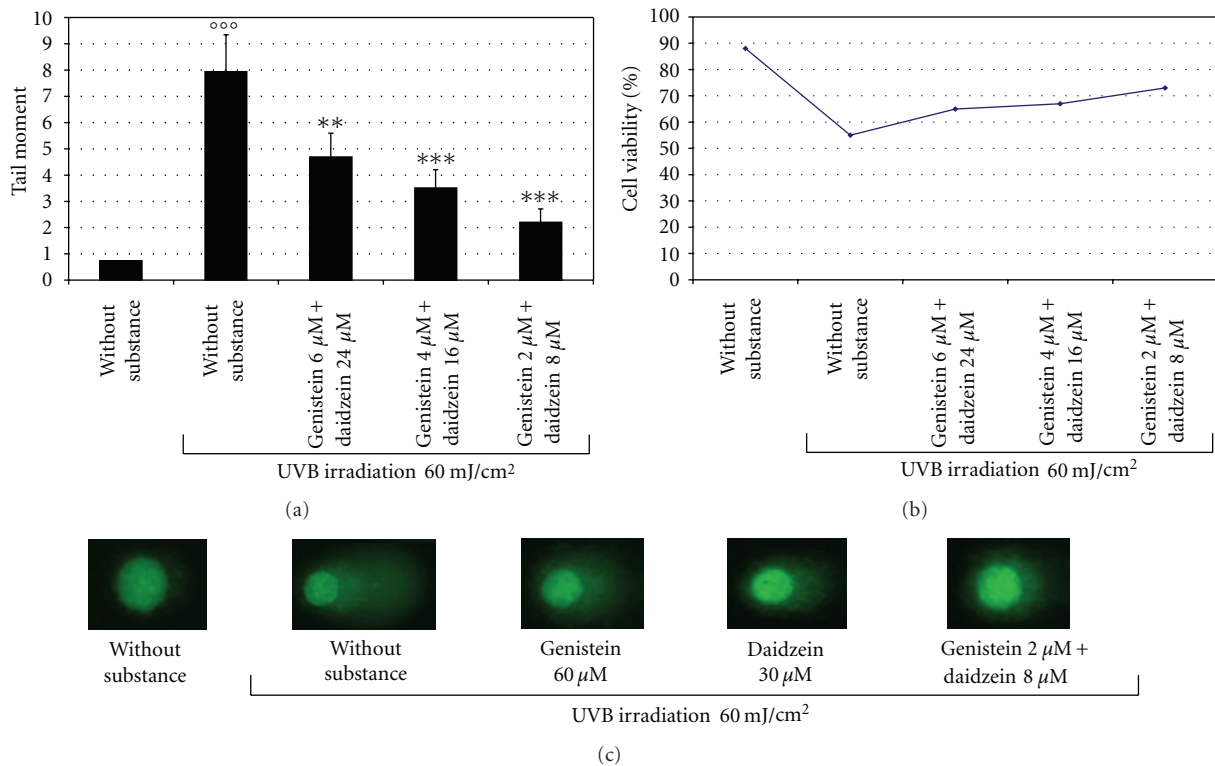 10
9
8
7
6
5
4
3
2
1
0
Tail moment
°°°
**
***
***
Without
substance
Without
substance
Genistein 6 µM +
daidzein 24 µM
Genistein 4 µM +
daidzein 16 µM
Genistein 2 µM +
daidzein 8 µM
UVB irradiation 60 mJ/cm²
(a)
100
90
80
70
60
50
40
30
20
10
0
Cell viability (%)
Without
substance
Without
substance
Genistein 6 µM +
daidzein 24 µM
Genistein 4 µM +
daidzein 16 µM
Genistein 2 µM +
daidzein 8 µM
UVB irradiation 60 mJ/cm²
(b)
Without
substance
Without
substance
Genistein
60 µM
Daidzein
30 µM
Genistein 2 µM +
daidzein 8 µM
UVB irradiation 60 mJ/cm²
(c)